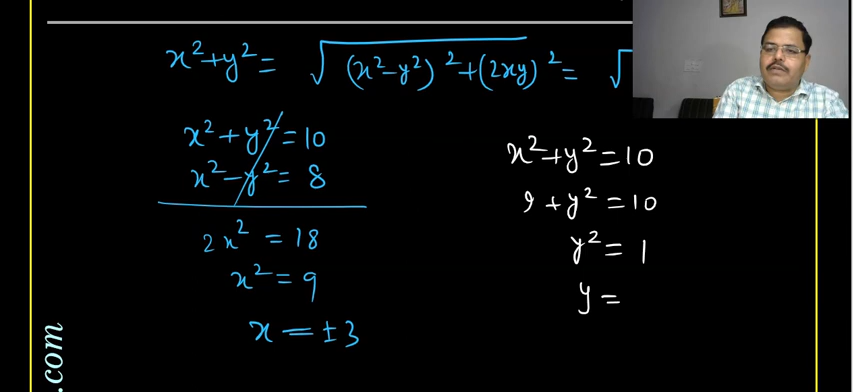 x²+y² = √(x²-y²)²+(2xy)² = √
x²+y² = 10
x²-y² = 8
2x² = 18
x² = 9
x = ±3
x²+y² = 10
9+y² = 10
y² = 1
y =
.com